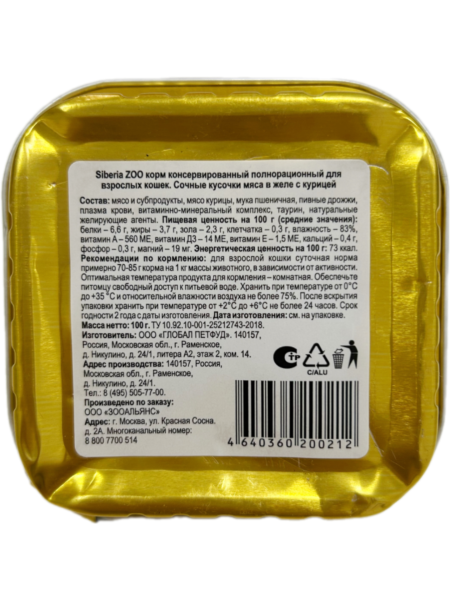 Siberia ZOO корм консервированный полнорационный для
взрослых кошек. Сочные кусочки мяса в желе с курицей
Состав: мясо и субпродукты, мясо курицы, мука пшеничная, пивные дрожжи,
плазма крови, витаминно-минеральный комплекс, таурин, натуральные
желирующие агенты. Пищевая ценность на 100 г (средние значения):
белки – 6,6 г, жиры – 3,7 г, зола – 2,3 г, клетчатка – 0,3 г, влажность – 83%,
витамин А – 560 МЕ, витамин Д3 – 14 МЕ, витамин Е – 1,5 МЕ, кальций – 0,4 г,
фосфор – 0,3 г, магний – 19 мг. Энергетическая ценность на 100 г: 73 ккал.
Рекомендации по кормлению: для взрослой кошки суточная норма
примерно 70-85 г корма на 1 кг массы животного, в зависимости от активности.
Оптимальная температура продукта для кормления – комнатная. Обеспечьте
питомцу свободный доступ к питьевой воде. Хранить при температуре от 0°С
до +35 °С и относительной влажности воздуха не более 75%. После вскрытия
упаковки хранить при температуре от +2°С до +6°С не более 24 часов. Срок
годности 2 года с даты изготовления. Дата изготовления: см. на упаковке.
Масса нетто: 100 г. ТУ 10.92.10-001-25212743-2018.
Изготовитель: ООО «ГЛОБАЛ ПЕТФУД». 140157,
Россия, Московская обл., г. Раменское,
д. Никулино, д. 24/1, литера А2, этаж 2, ком. 14.
Адрес производства: 140157, Россия,
Московская обл., г. Раменское,
д. Никулино, д. 24/1.
Тел.: 8 (495) 505-77-00.
Произведено по заказу:
ООО «ЗООАЛЬЯНС»
Адрес: г. Москва, ул. Красная Сосна,
д. 2А. Многоканальный номер:
8 800 7700 514
C/ALU
4 640360 200212